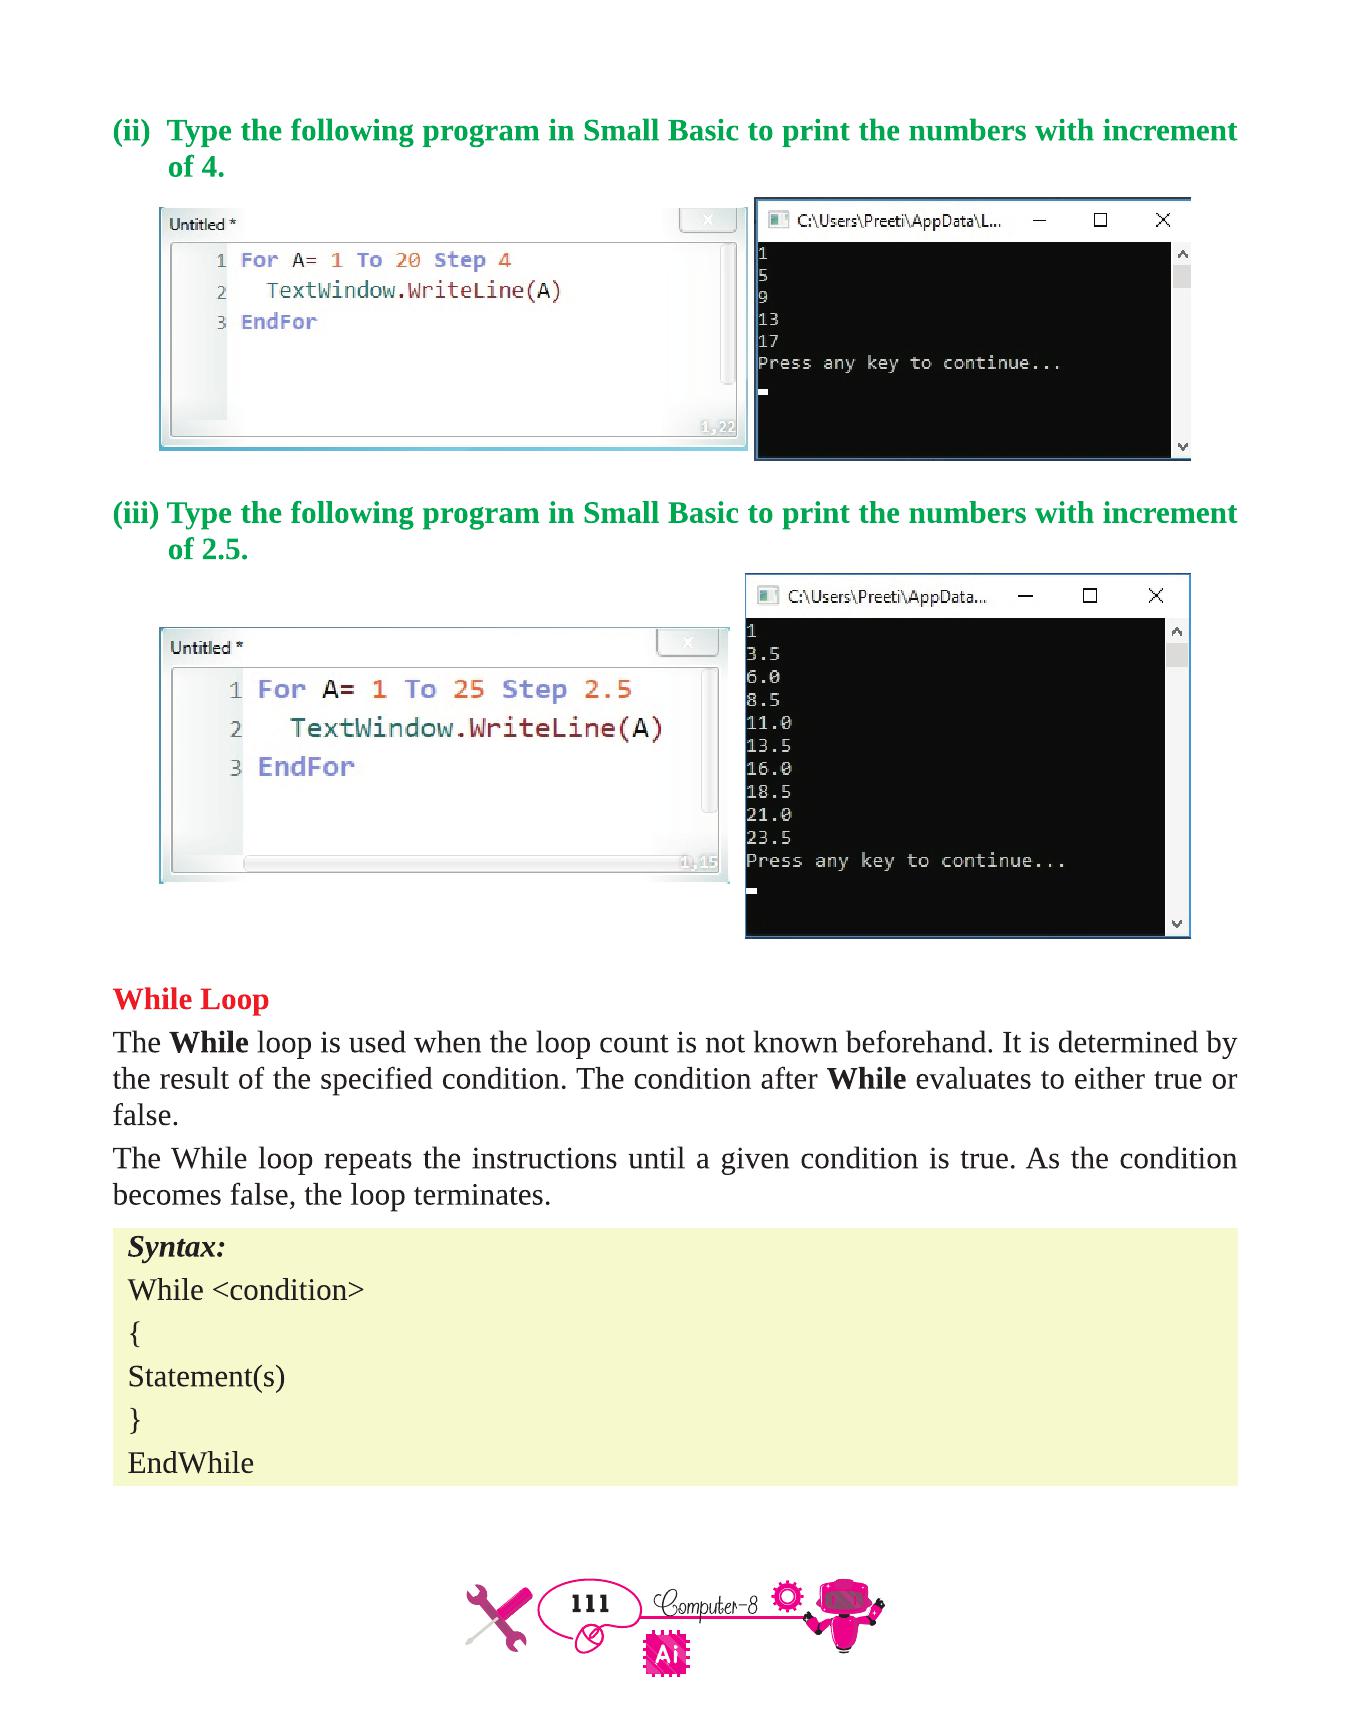 (ii) Type the following program in Small Basic to print the numbers with increment
of 4.
Untitled *
x
1 For A= 1 To 20 Step 4
2 TextWindow.WriteLine(A)
3 EndFor
1,22
C:\Users\Preeti\AppData\L...
1
5
9
13
17
Press any key to continue...
(iii) Type the following program in Small Basic to print the numbers with increment
of 2.5.
Untitled *
x
1 For A= 1 To 25 Step 2.5
2 TextWindow.WriteLine(A)
3 EndFor
1,15
C:\Users\Preeti\AppData...
1
3.5
6.0
8.5
11.0
13.5
16.0
18.5
21.0
23.5
Press any key to continue...
While Loop
The While loop is used when the loop count is not known beforehand. It is determined by
the result of the specified condition. The condition after While evaluates to either true or
false.
The While loop repeats the instructions until a given condition is true. As the condition
becomes false, the loop terminates.
Syntax:
While <condition>
{
Statement(s)
}
EndWhile
111
Computer-8
Ai